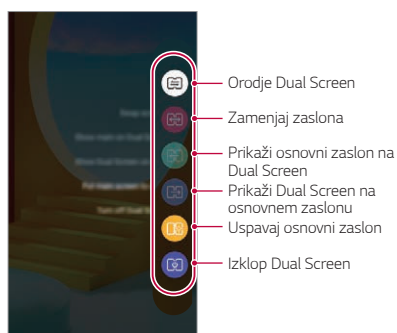 Orodje Dual Screen
Zamenjaj zaslona
Prikaži osnovni zaslon na
Dual Screen
Prikaži Dual Screen na
osnovnem zaslonu
Uspavaj osnovni zaslon
Izklop Dual Screen